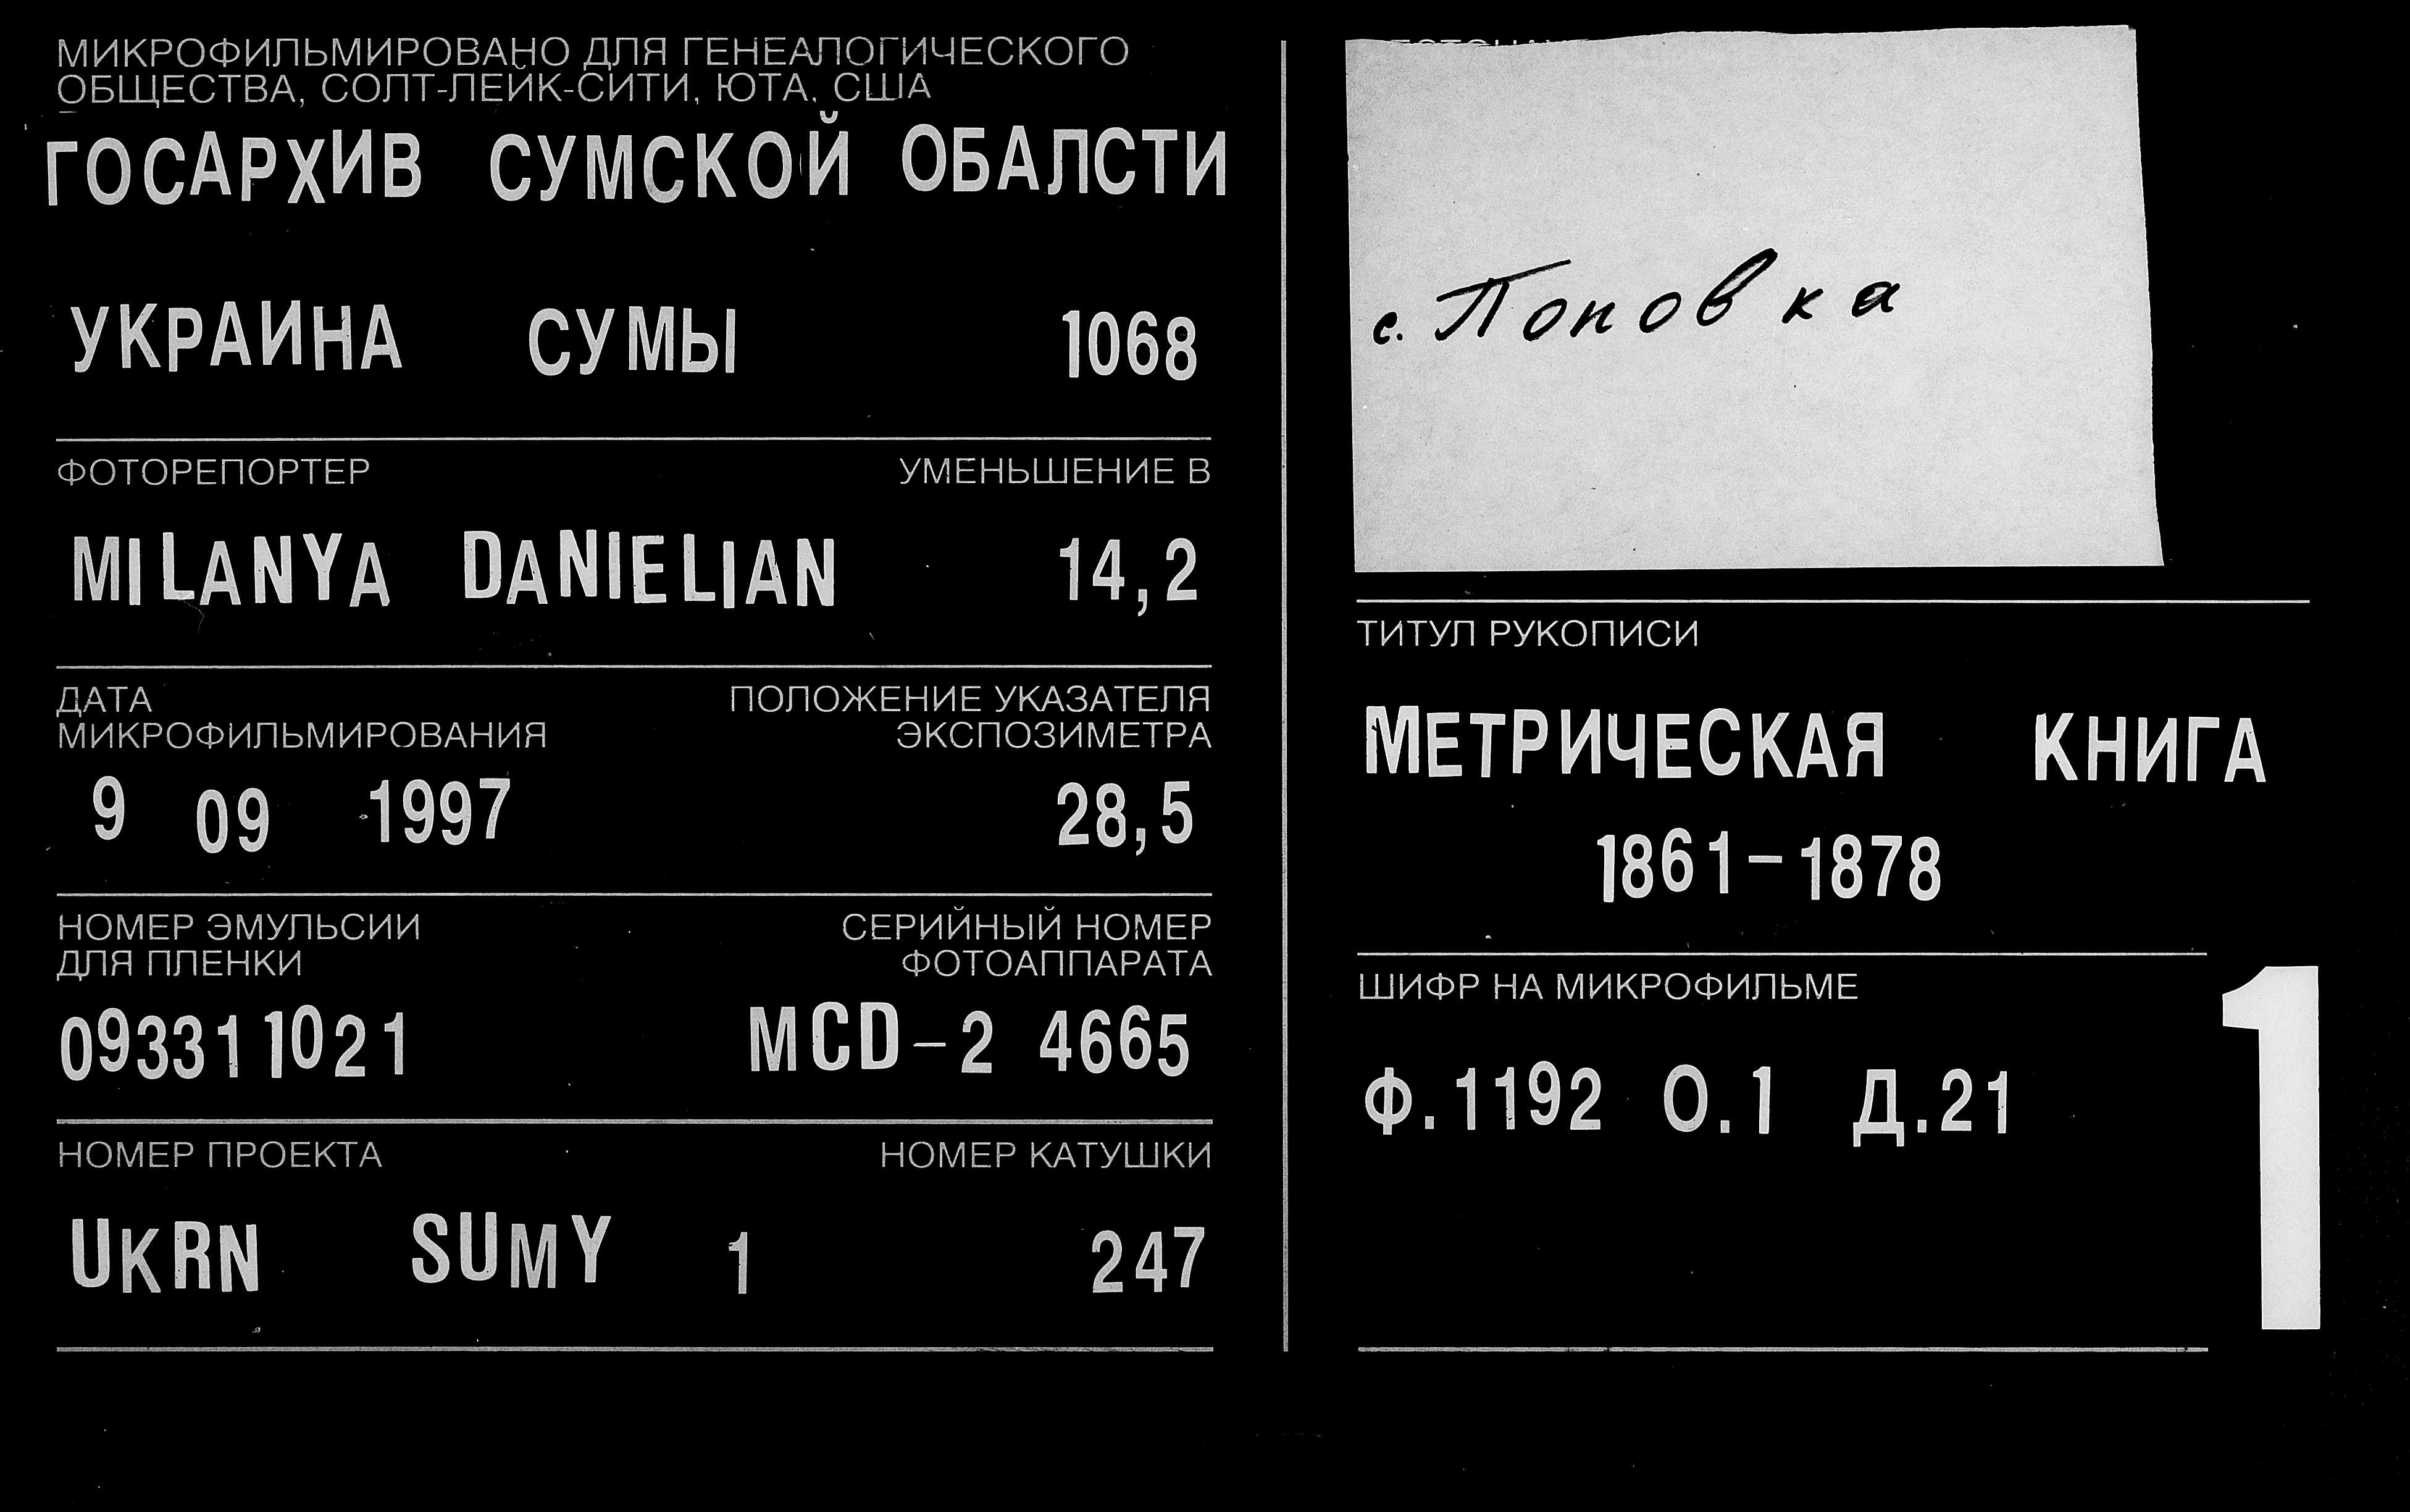 МИКРОФИЛЬМИРОВАНО ДЛЯ ГЕНЕАЛОГИЧЕСКОГО
ОБЩЕСТВА, СОЛТ-ЛЕЙК-СИТИ, ЮТА, США
ГОСАРХИВ СУМСКОЙ ОБАЛСТИ
УКРАИНА СУМЫ 1068
ФОТОРЕПОРТЕР УМЕНЬШЕНИЕ В
MILANYA DANIELIAN 14,2
ДАТА
МИКРОФИЛЬМИРОВАНИЯ
ПОЛОЖЕНИЕ УКАЗАТЕЛЯ
ЭКСПОЗИМЕТРА
9 09 1997 28,5
НОМЕР ЭМУЛЬСИИ
ДЛЯ ПЛЕНКИ
СЕРИЙНЫЙ НОМЕР
ФОТОАППАРАТА
09331 1021 MCD-2 4665
НОМЕР ПРОЕКТА НОМЕР КАТУШКИ
UKRN SUMY 1 247
с. Поповка
ТИТУЛ РУКОПИСИ
МЕТРИЧЕСКАЯ КНИГА
1861-1878
ШИФР НА МИКРОФИЛЬМЕ
Ф.1192 О.1 Д.21
1